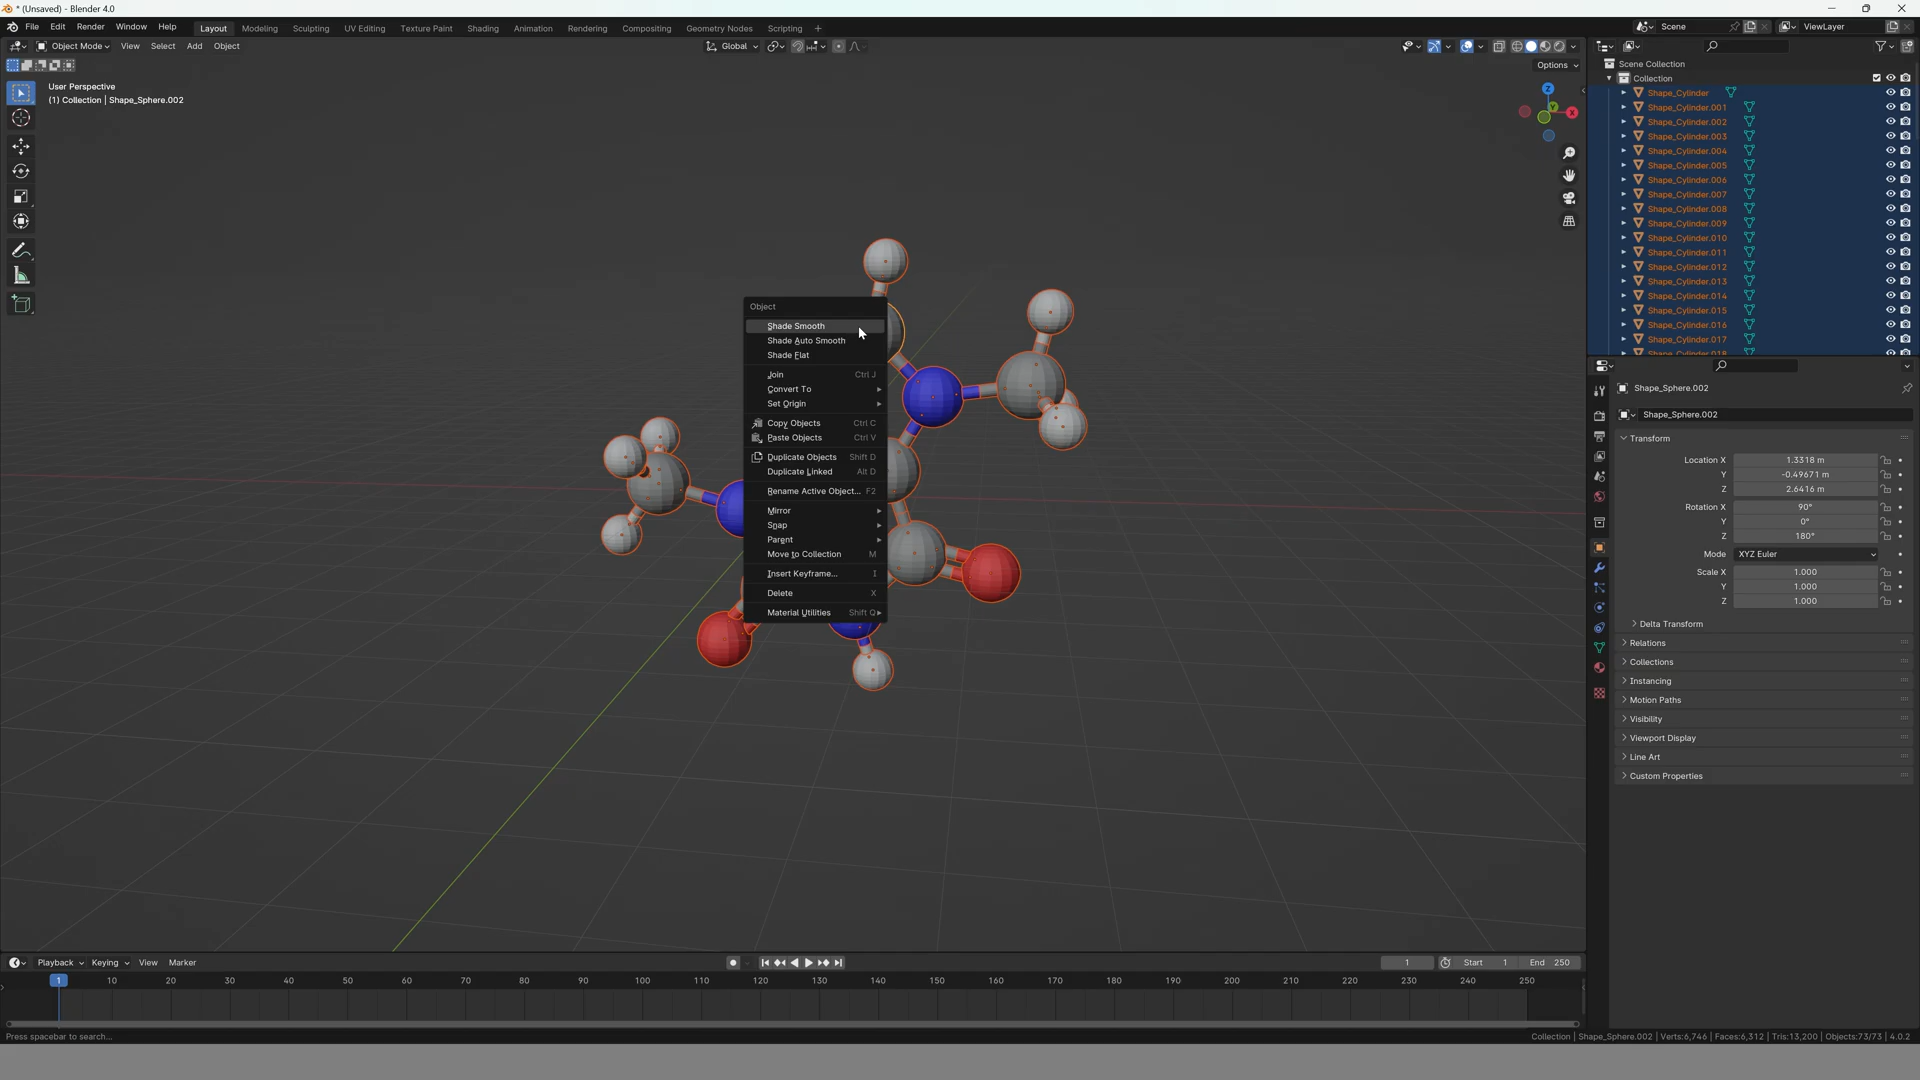 * (Unsaved) - Blender 4.0
File Edit Render Window Help Layout Modeling Sculpting UV Editing Texture Paint Shading Animation Rendering Compositing Geometry Nodes Scripting + Scene ViewLayer
Object Mode View Select Add Object Global
Options
User Perspective
(1) Collection | Shape_Sphere.002
Z
Y
X
Object
Shade Smooth
Shade Auto Smooth
Shade Flat
Join Ctrl J
Convert To
Set Origin
Copy Objects Ctrl C
Paste Objects Ctrl V
Duplicate Objects Shift D
Duplicate Linked Alt D
Rename Active Object... F2
Mirror
Snap
Parent
Move to Collection M
Insert Keyframe... I
Delete X
Material Utilities Shift Q
Scene Collection
Collection
Shape_Cylinder
Shape_Cylinder.001
Shape_Cylinder.002
Shape_Cylinder.003
Shape_Cylinder.004
Shape_Cylinder.005
Shape_Cylinder.006
Shape_Cylinder.007
Shape_Cylinder.008
Shape_Cylinder.009
Shape_Cylinder.010
Shape_Cylinder.011
Shape_Cylinder.012
Shape_Cylinder.013
Shape_Cylinder.014
Shape_Cylinder.015
Shape_Cylinder.016
Shape_Cylinder.017
Shape_Cylinder.018
Shape_Sphere.002
Shape_Sphere.002
Transform
Location X 1.3318 m
Y -0.49671 m
Z 2.6416 m
Rotation X 90°
Y 0°
Z 180°
Mode XYZ Euler
Scale X 1.000
Y 1.000
Z 1.000
Delta Transform
Relations
Collections
Instancing
Motion Paths
Visibility
Viewport Display
Line Art
Custom Properties
Playback Keying View Marker 1 Start 1 End 250
1 10 20 30 40 50 60 70 80 90 100 110 120 130 140 150 160 170 180 190 200 210 220 230 240 250
Press spacebar to search...
Collection | Shape_Sphere.002 | Verts:6,746 | Faces:6,312 | Tris:13,200 | Objects:73/73 | 4.0.2